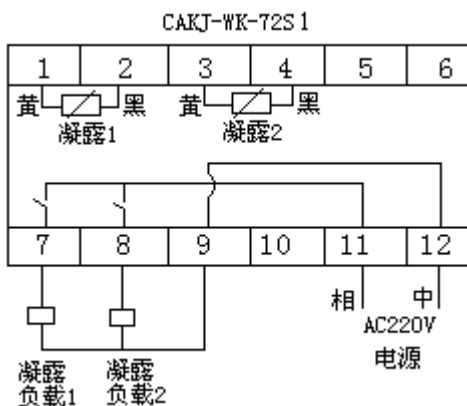 CAKJ-WK-72S1
1 2 3 4 5 6
黄 黑 黄 黑
凝露1 凝露2
7 8 9 10 11 12
相 中
AC220V
电源
凝露 凝露
负载1 负载2